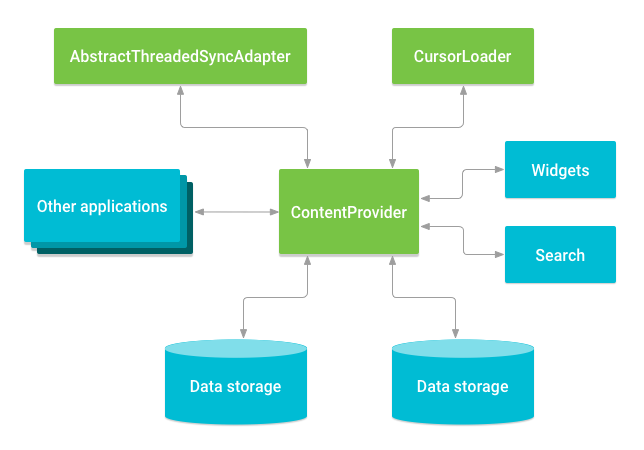 AbstractThreadedSyncAdapter
CursorLoader
Widgets
Other applications
ContentProvider
Search
Data storage
Data storage